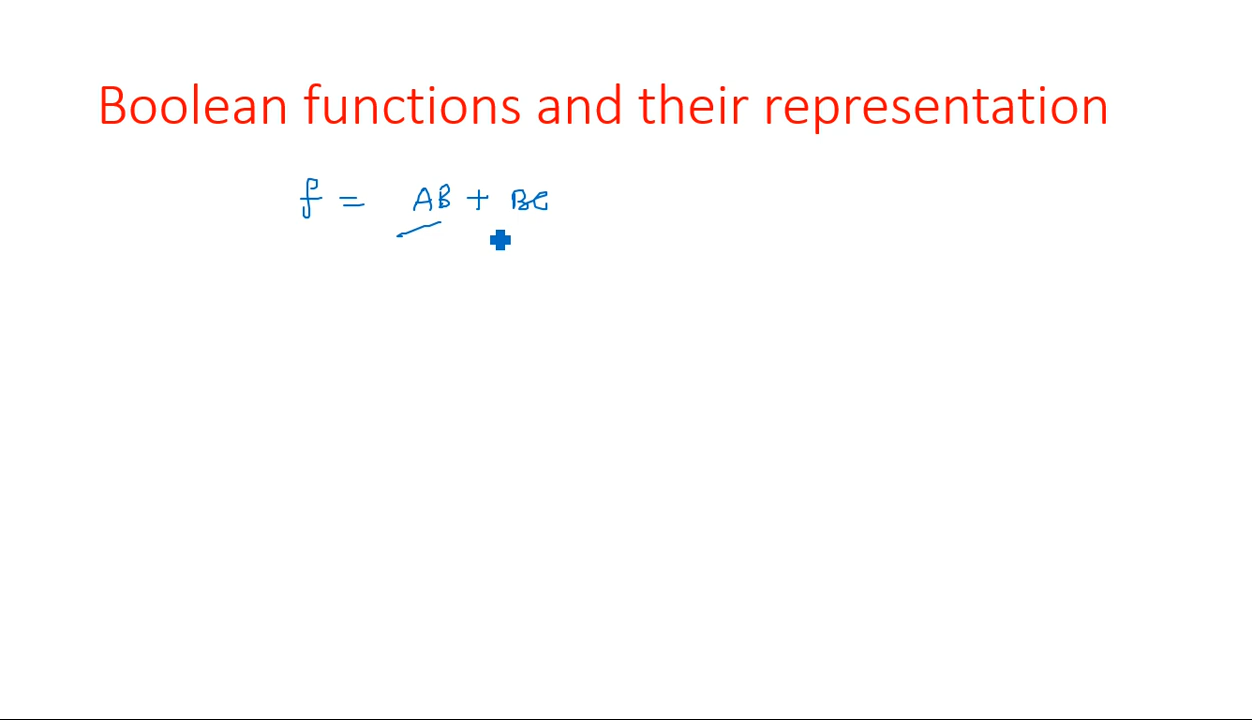 Boolean functions and their representation
f = AB + BC